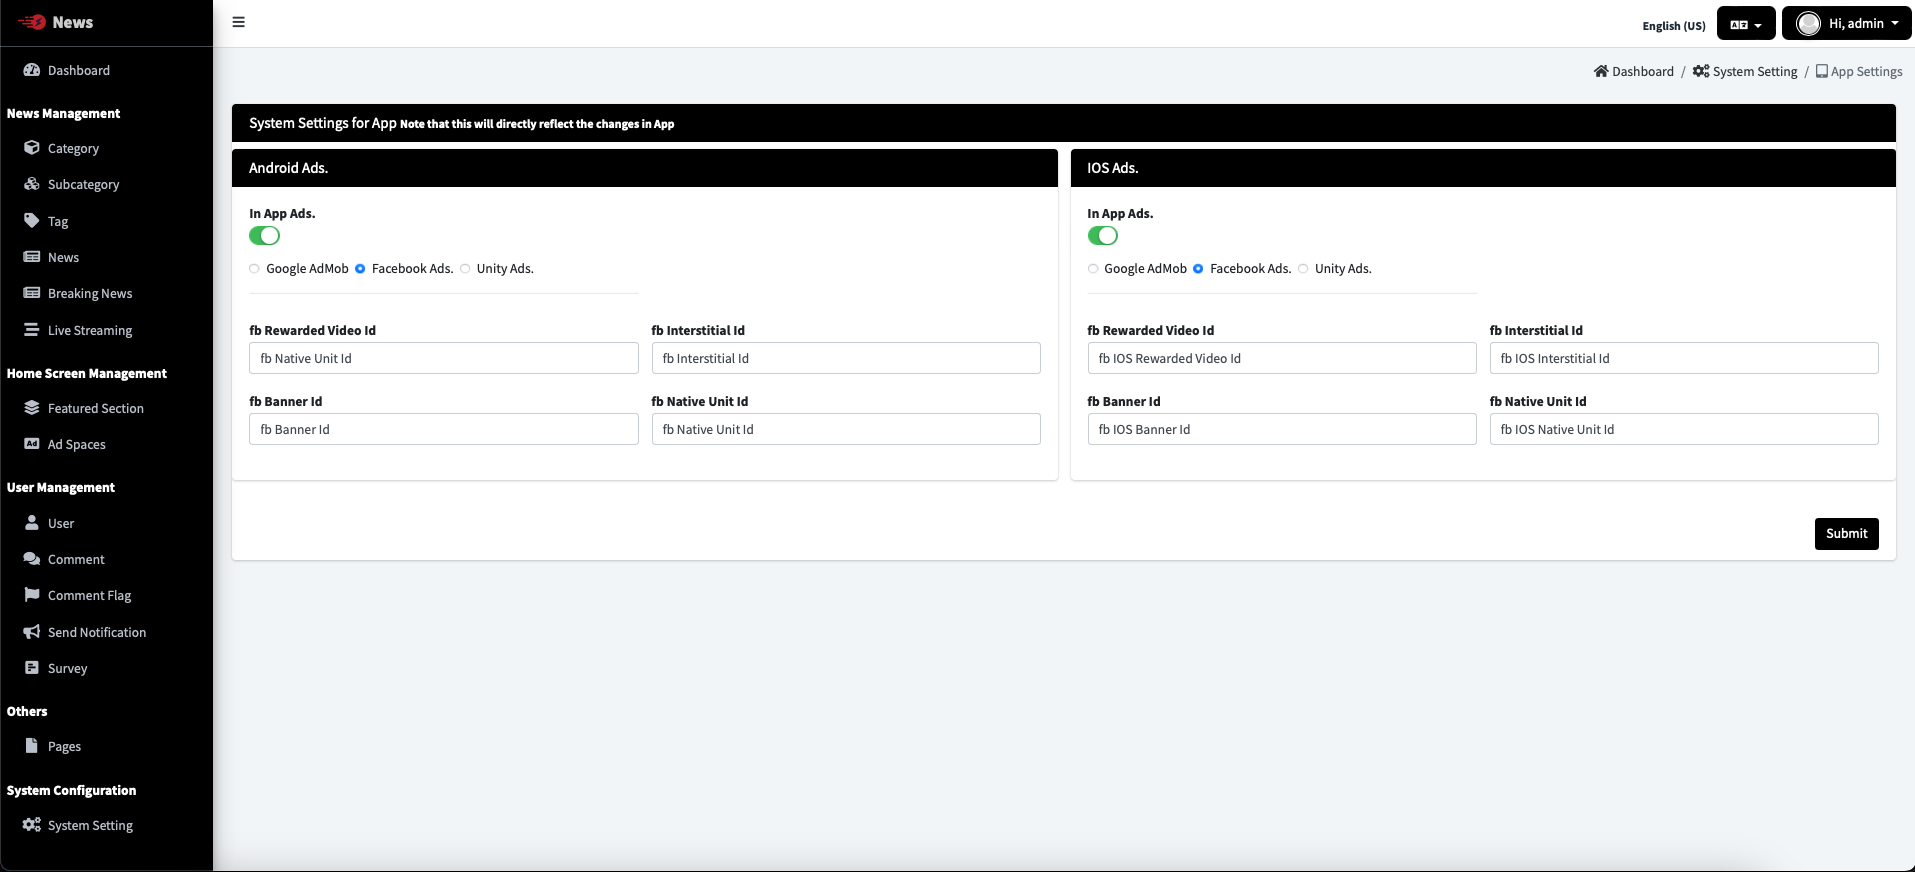 News
English (US)
Hi, admin
Dashboard
Dashboard / System Setting / App Settings
News Management
Category
Subcategory
Tag
News
Breaking News
Live Streaming
Home Screen Management
Featured Section
Ad Spaces
User Management
User
Comment
Comment Flag
Send Notification
Survey
Others
Pages
System Configuration
System Setting
System Settings for App Note that this will directly reflect the changes in App
Android Ads.
In App Ads.
Google AdMob Facebook Ads. Unity Ads.
fb Rewarded Video Id
fb Native Unit Id
fb Interstitial Id
fb Interstitial Id
fb Banner Id
fb Banner Id
fb Native Unit Id
fb Native Unit Id
IOS Ads.
In App Ads.
Google AdMob Facebook Ads. Unity Ads.
fb Rewarded Video Id
fb IOS Rewarded Video Id
fb Interstitial Id
fb IOS Interstitial Id
fb Banner Id
fb IOS Banner Id
fb Native Unit Id
fb IOS Native Unit Id
Submit